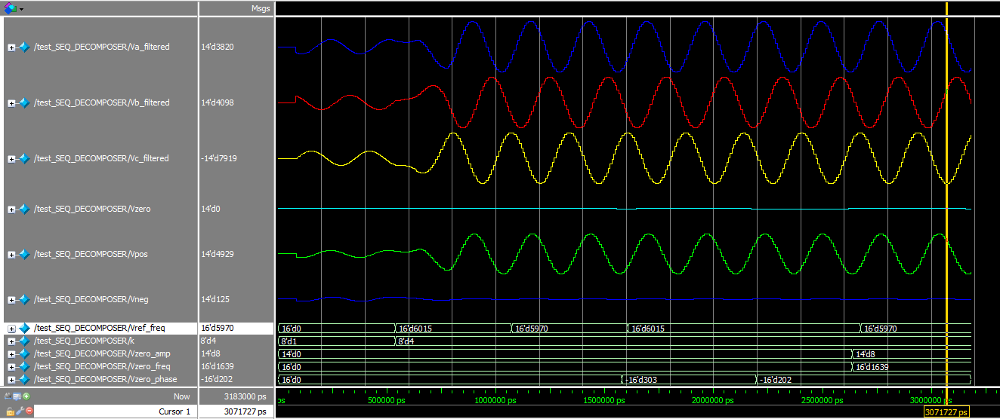 Msgs
/test_SEQ_DECOMPOSER/Va_filtered 14'd3820
/test_SEQ_DECOMPOSER/Vb_filtered 14'd4098
/test_SEQ_DECOMPOSER/Vc_filtered -14'd7919
/test_SEQ_DECOMPOSER/Vzero 14'd0
/test_SEQ_DECOMPOSER/Vpos 14'd4929
/test_SEQ_DECOMPOSER/Vneg 14'd125
/test_SEQ_DECOMPOSER/Vref_freq 16'd5970 16'd0 16'd6015 16'd5970 16'd6015 16'd5970
/test_SEQ_DECOMPOSER/k 8'd4 8'd1 8'd4
/test_SEQ_DECOMPOSER/Vzero_amp 14'd8 14'd0 14'd8
/test_SEQ_DECOMPOSER/Vzero_freq 16'd1639 16'd0 16'd1639
/test_SEQ_DECOMPOSER/Vzero_phase -16'd202 16'd0 -16'd303 -16'd202
Now 3183000 ps ps 500000 ps 1000000 ps 1500000 ps 2000000 ps 2500000 ps 3000000 ps
Cursor 1 3071727 ps 3071727 ps